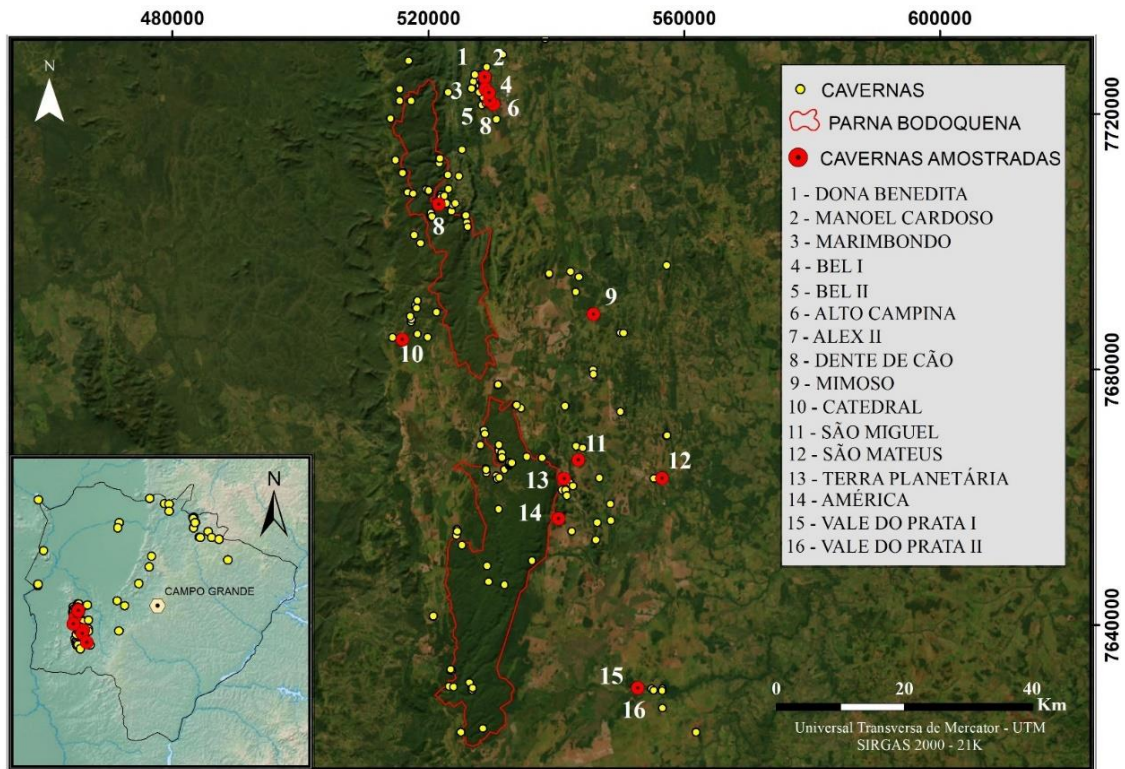 480000 520000 560000 600000
N
1 2
3 4
5 6
8
8
9
10
11
12
13
14
15
16
7720000
7680000
7640000
CAVERNAS
PARNA BODOQUENA
CAVERNAS AMOSTRADAS
1 - DONA BENEDITA
2 - MANOEL CARDOSO
3 - MARIMBONDO
4 - BEL I
5 - BEL II
6 - ALTO CAMPINA
7 - ALEX II
8 - DENTE DE CÃO
9 - MIMOSO
10 - CATEDRAL
11 - SÃO MIGUEL
12 - SÃO MATEUS
13 - TERRA PLANETÁRIA
14 - AMÉRICA
15 - VALE DO PRATA I
16 - VALE DO PRATA II
N
CAMPO GRANDE
0 20 40
Km
Universal Transversa de Mercator - UTM
SIRGAS 2000 - 21K